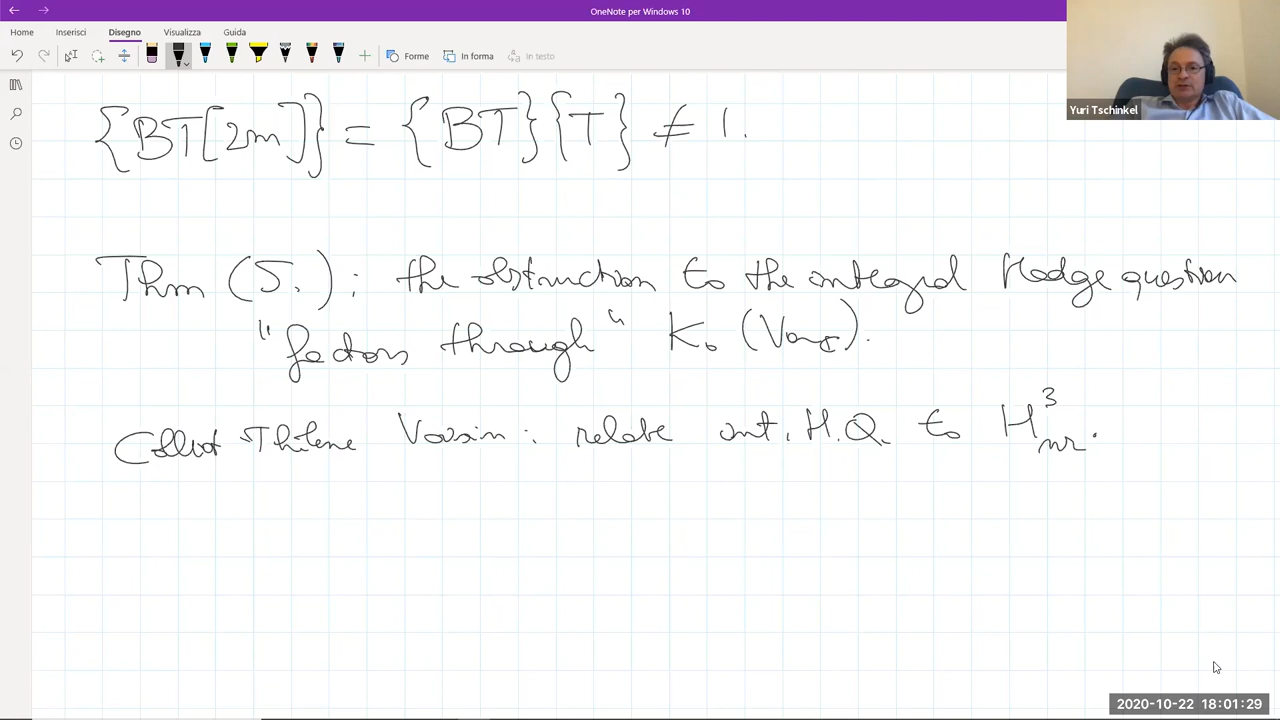 OneNote per Windows 10
Home Inserisci Disegno Visualizza Guida
Forme In forma In testo
Yuri Tschinkel
{BT[2m]} = {BT}{T} ≠ 1.
Thm (S.): the obstruction to the integral Hodge question
"factors through" K₀(Var_ℂ).
Colliot Thélène Voisin: relate int. H.Q. to H³_nr.
2020-10-22 18:01:29